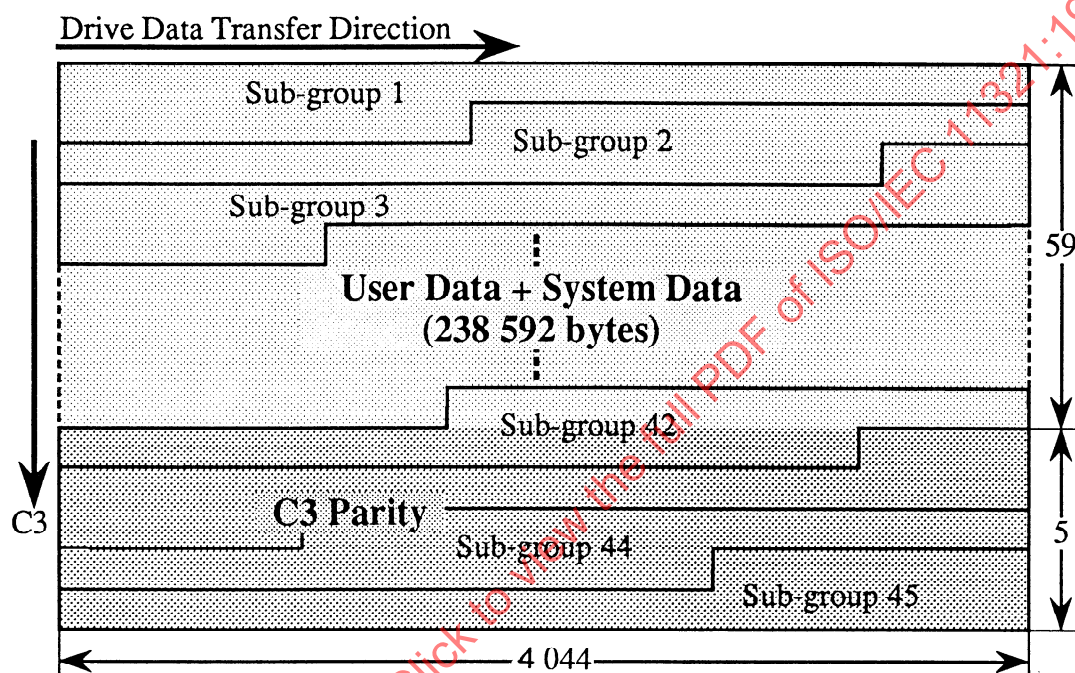 Drive Data Transfer Direction
Sub-group 1
Sub-group 2
Sub-group 3
59
User Data + System Data
(238 592 bytes)
Sub-group 42
C3 Parity
C3
Sub-group 44
5
Sub-group 45
4 044
Click to view the full PDF of ISO/IEC 11321:19